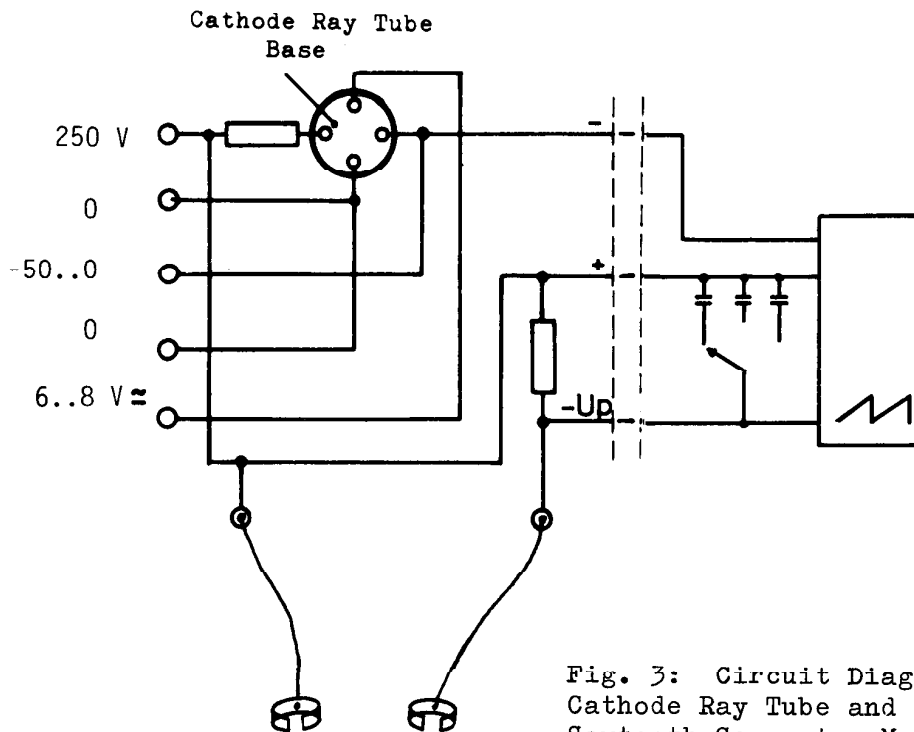 Cathode Ray Tube
Base
250 V
0
-50..0
0
6..8 V ≂
-
+
-Up
Fig. 3: Circuit Diag
Cathode Ray Tube and